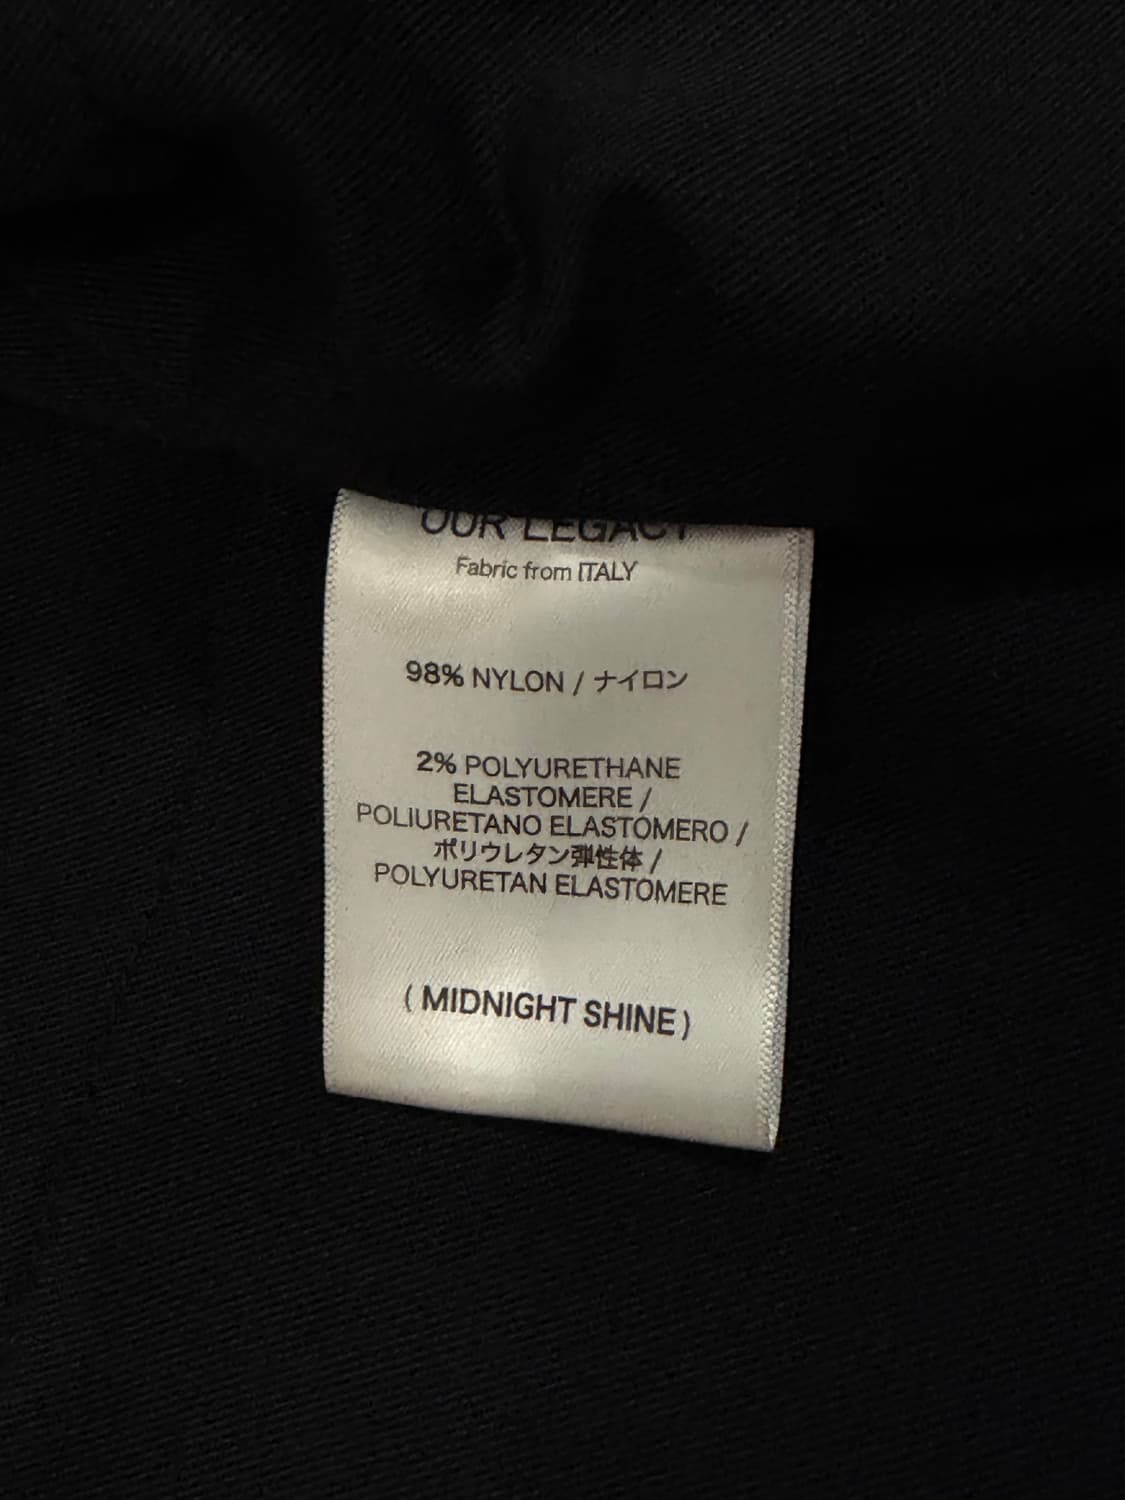 OUR LEGACY
Fabric from ITALY
98% NYLON / ナイロン
2% POLYURETHANE
ELASTOMERE /
POLIURETANO ELASTOMERO /
ポリウレタン弾性体 /
POLYURETAN ELASTOMERE
( MIDNIGHT SHINE )